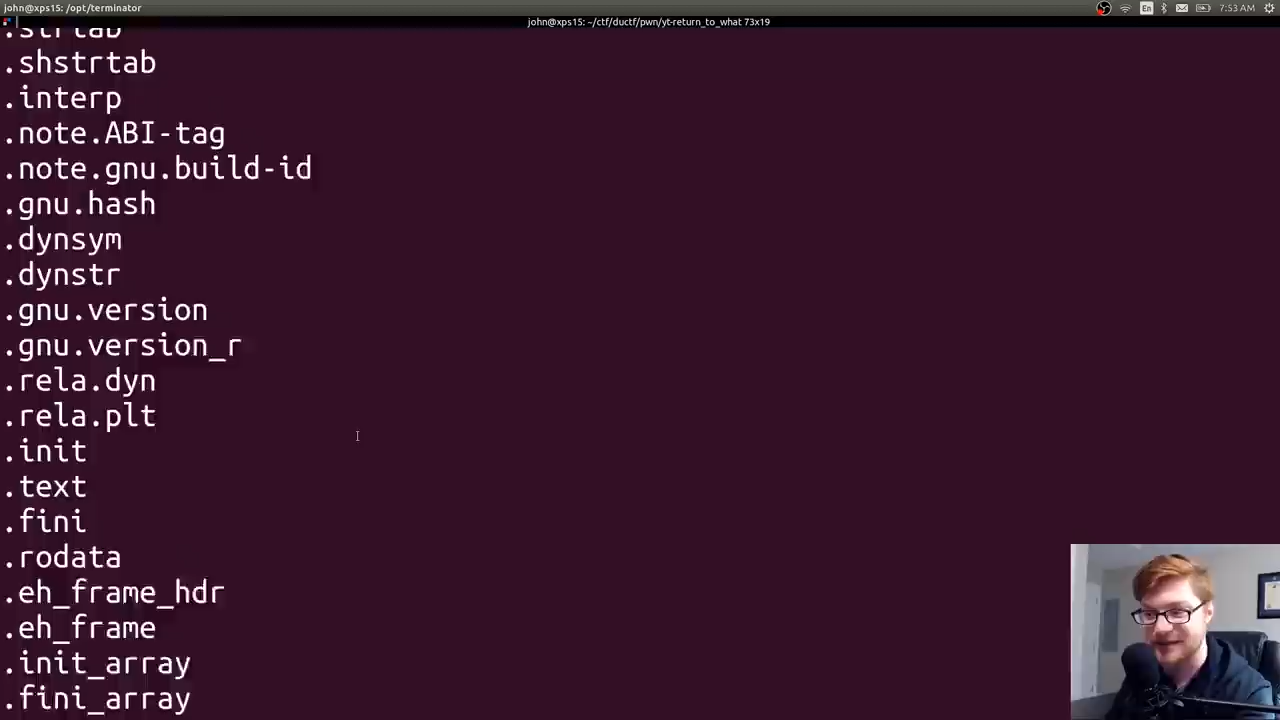 john@xps15: /opt/terminator
En
7:53 AM
john@xps15: ~/ctf/ductf/pwn/yt-return_to_what 73x19
.strtab
.shstrtab
.interp
.note.ABI-tag
.note.gnu.build-id
.gnu.hash
.dynsym
.dynstr
.gnu.version
.gnu.version_r
.rela.dyn
.rela.plt
.init
.text
.fini
.rodata
.eh_frame_hdr
.eh_frame
.init_array
.fini_array